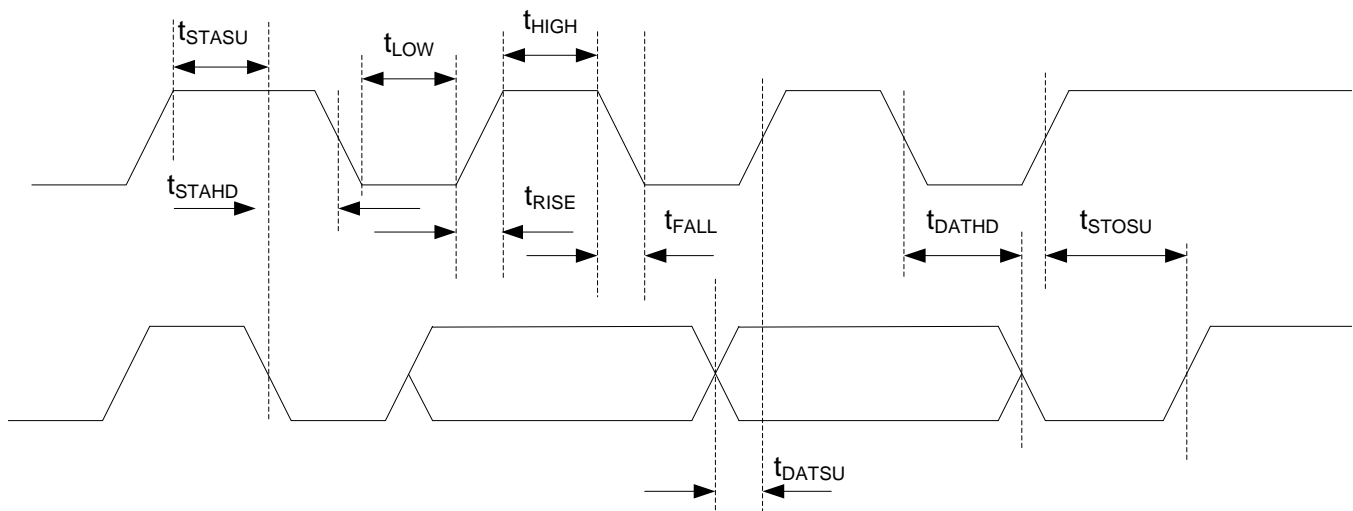 tSTASU
tLOW
tHIGH
tSTAHD
tRISE
tFALL
tDATHD
tSTOSU
tDATSU